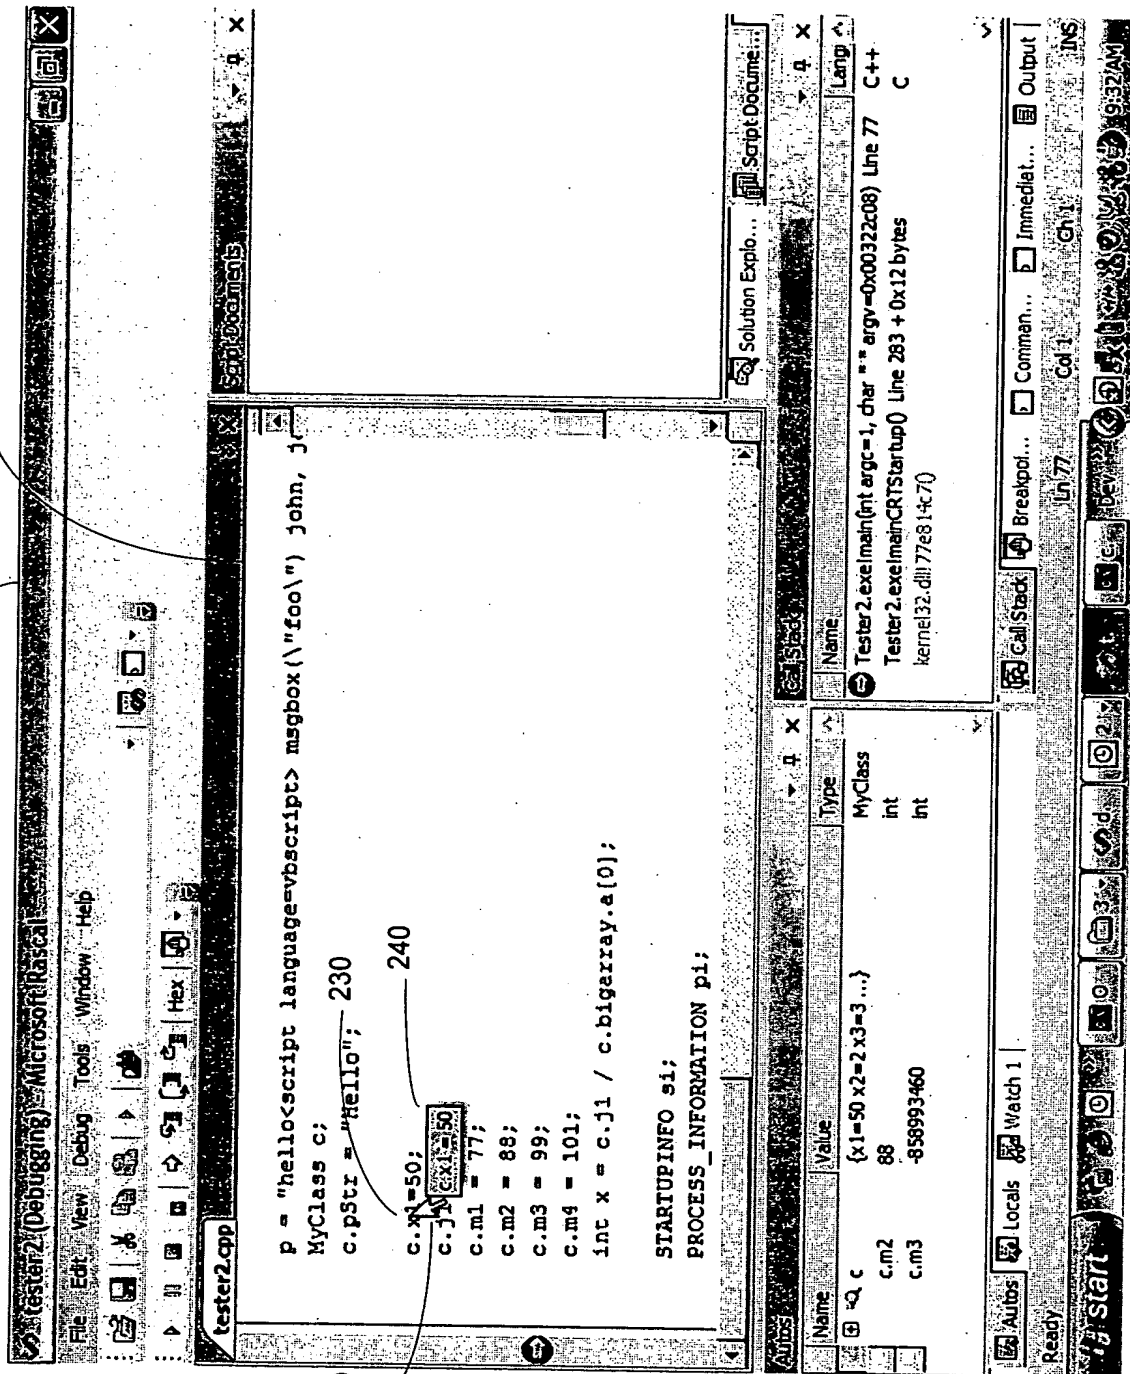 tester2 (Debugging) - Microsoft Rascal
File Edit View Debug Tools Window Help
Hex
tester2.cpp
p = "hello<script language=vbscript> msgbox(\"foo\") john, j
MyClass c;
c.pStr = "Hello";
230
c.x1=50;
240
c.j1
c.x1=50
c.m1 = 77;
c.m2 = 88;
c.m3 = 99;
c.m4 = 101;
int x = c.j1 / c.bigarray.a[0];
STARTUPINFO si;
PROCESS_INFORMATION pi;
Script Documents
Solution Explo... Script Docume...
Autos
Name Value Type
c {x1=50 x2=2 x3=3 ...} MyClass
c.m2 88 int
c.m3 -858993460 int
Autos Locals Watch 1
Call Stack
Name Lang
Tester2.exe!main(int argc=1, char ** argv=0x00322c08) Line 77 C++
Tester2.exe!mainCRTStartup() Line 283 + 0x12 bytes C
kernel32.dll!77e814c7()
Call Stack Breakpoi... Comman... Immediat... Output
Ready Ln 77 Col 1 Ch 1 INS
start 3 d 2 Dev 9:32 AM